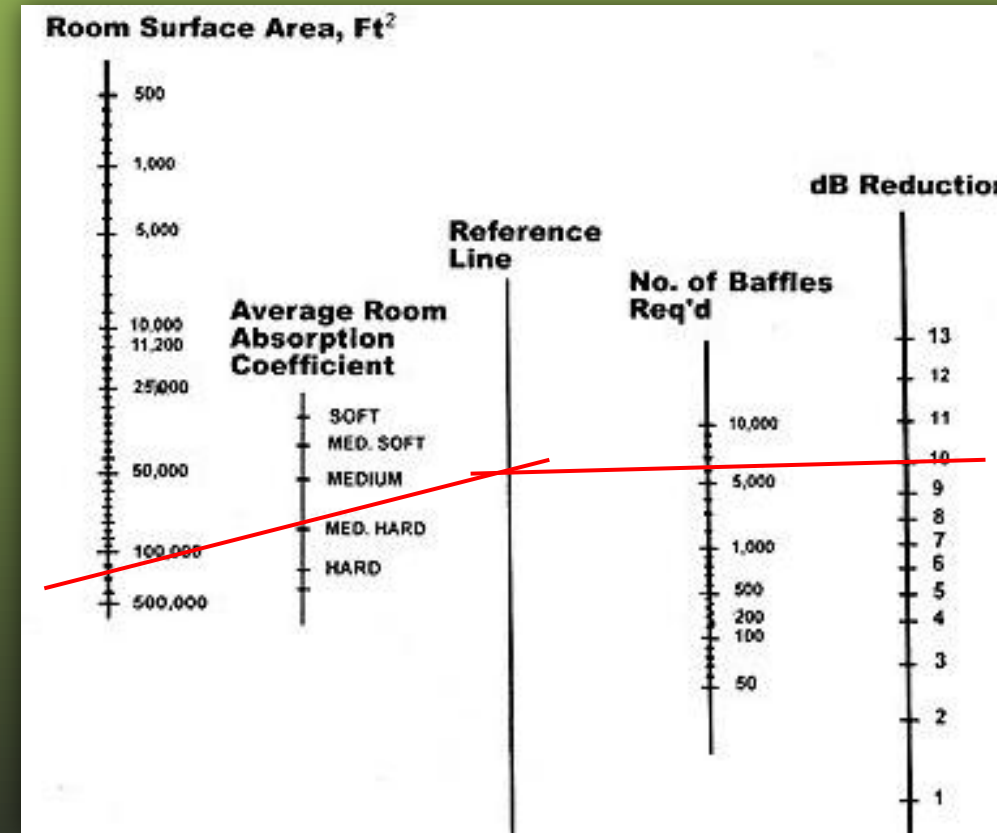 Room Surface Area, Ft²
500
1,000
5,000
10,000
11,200
25,000
50,000
100,000
500,000
Average Room
Absorption
Coefficient
SOFT
MED. SOFT
MEDIUM
MED. HARD
HARD
Reference
Line
No. of Baffles
Req'd
10,000
5,000
1,000
500
200
100
50
dB Reduction
13
12
11
10
9
8
7
6
5
4
3
2
1